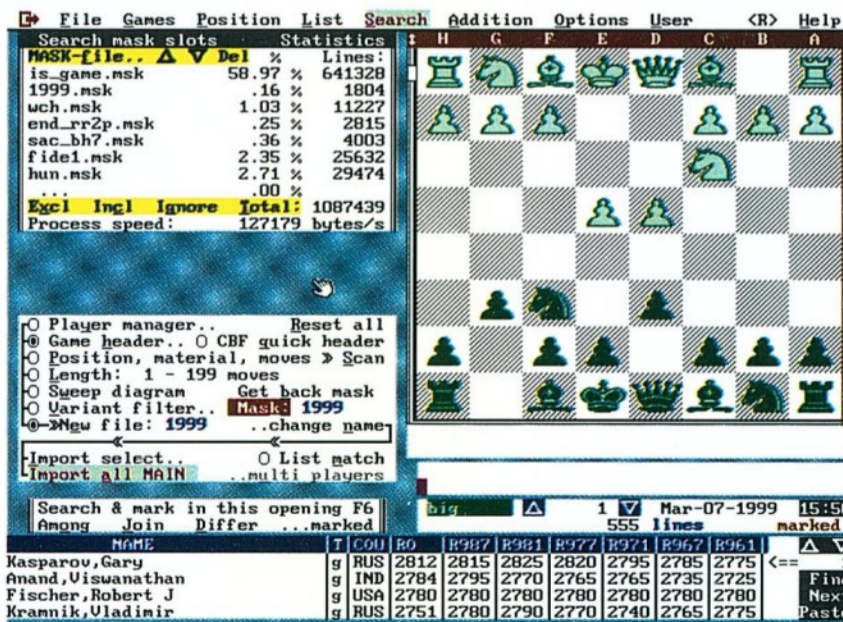 File Games Position List Search Addition Options User <R> Help
Search mask slots Statistics
MASK-file.. △ ▽ Del % Lines:
is_game.msk 58.97 % 641328
1999.msk .16 % 1804
wch.msk 1.03 % 11227
end_rr2p.msk .25 % 2815
sac_bh7.msk .36 % 4003
fide1.msk 2.35 % 25632
hun.msk 2.71 % 29474
... .00 %
Excl Incl Ignore Total: 1087439
Process speed: 127179 bytes/s
H G F E D C B A
Player manager.. Reset all
Game header.. CBF quick header
Position, material, moves » Scan
Length: 1 - 199 moves
Sweep diagram Get back mask
Variant filter.. Mask: 1999
»New file: 1999 ..change name
«
«
Import select.. List match
Import all MAIN ..multi players
Search & mark in this opening F6
Among Join Differ ...marked
big △ 1 ▽ Mar-07-1999 15:50
555 lines marked
NAME T COU RO R987 R981 R977 R971 R967 R961 △ ▽
Kasparov,Gary g RUS 2812 2815 2825 2820 2795 2785 2775 <==
Anand,Viswanathan g IND 2784 2795 2770 2765 2765 2735 2725 Find
Fischer,Robert J g USA 2780 2780 2780 2780 2780 2780 2780 Next
Kramnik,Vladimir g RUS 2751 2780 2790 2770 2740 2765 2775 Paste